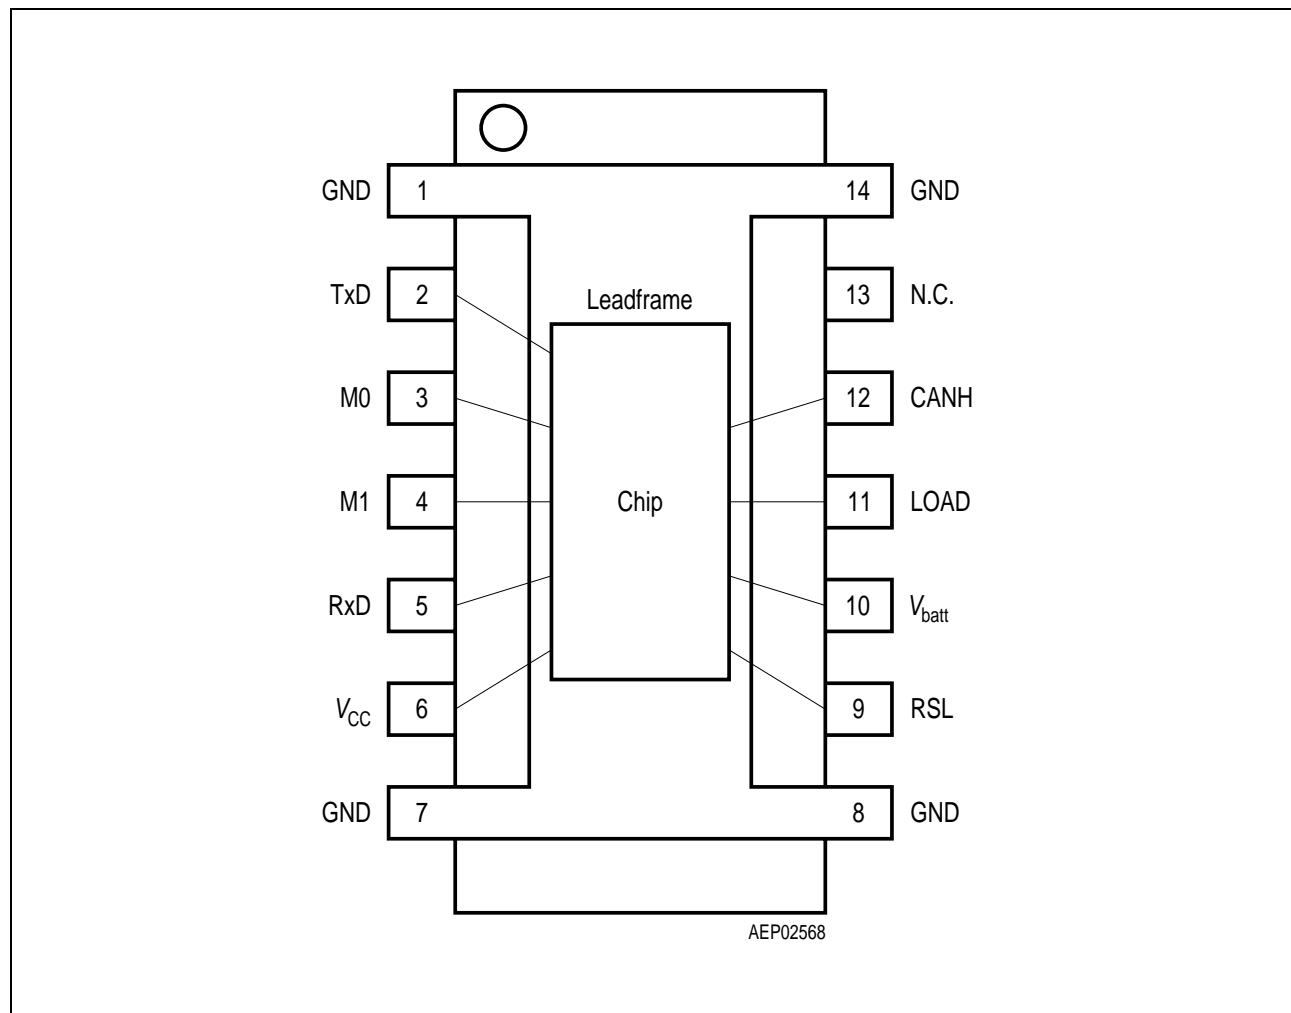 GND 1 14 GND
TxD 2 13 N.C.
Leadframe
M0 3 12 CANH
M1 4 Chip 11 LOAD
RxD 5 10 Vbatt
VCC 6 9 RSL
GND 7 8 GND
AEP02568